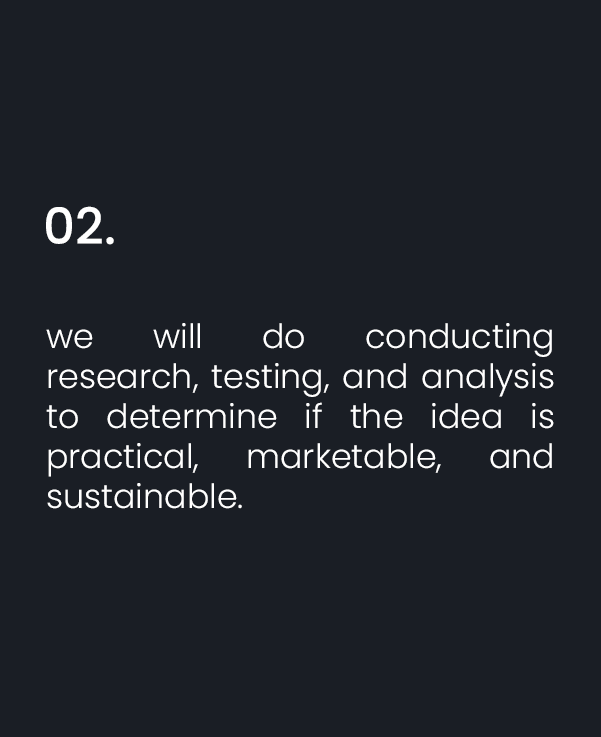 02.
we will do conducting
research, testing, and analysis
to determine if the idea is
practical, marketable, and
sustainable.